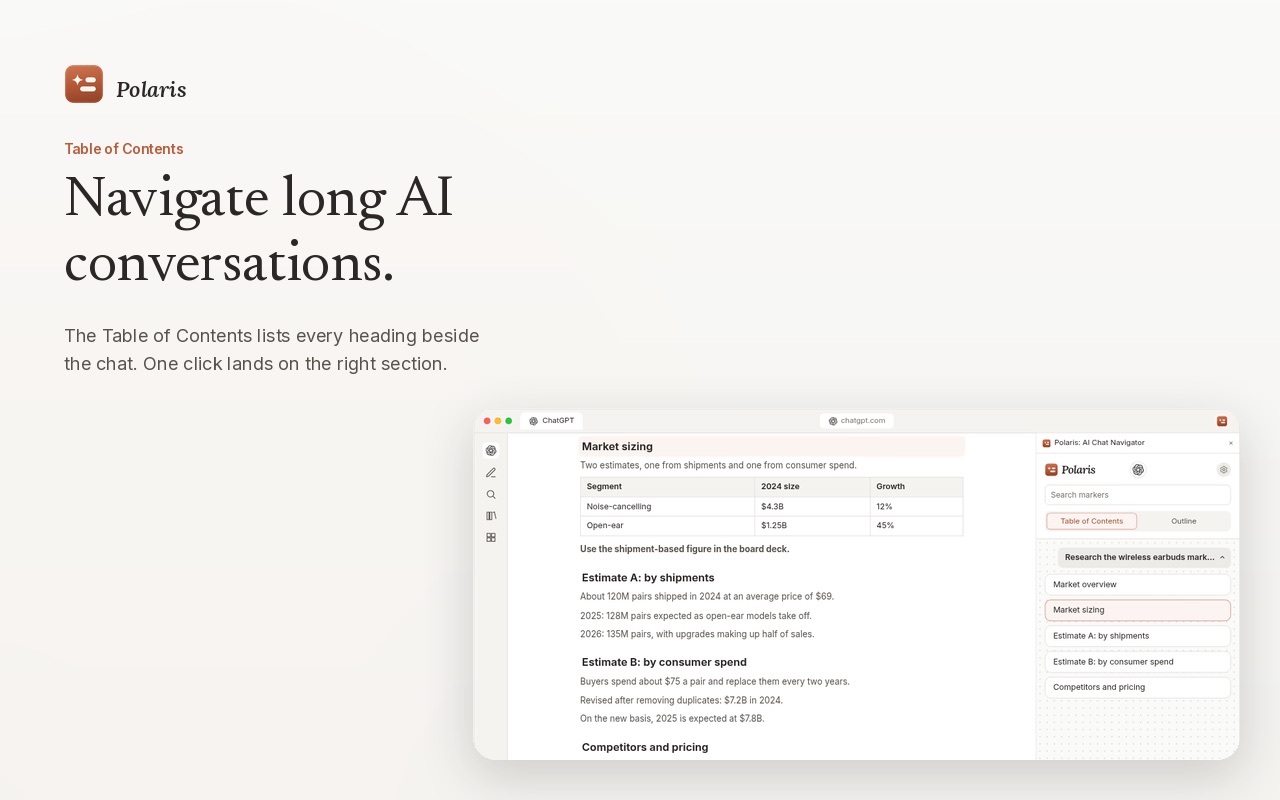 Polaris
Table of Contents
Navigate long AI
conversations.
The Table of Contents lists every heading beside
the chat. One click lands on the right section.
ChatGPT
chatgpt.com
Market sizing
Two estimates, one from shipments and one from consumer spend.
Segment 2024 size Growth
Noise-cancelling $4.3B 12%
Open-ear $1.25B 45%
Use the shipment-based figure in the board deck.
Estimate A: by shipments
About 120M pairs shipped in 2024 at an average price of $69.
2025: 128M pairs expected as open-ear models take off.
2026: 135M pairs, with upgrades making up half of sales.
Estimate B: by consumer spend
Buyers spend about $75 a pair and replace them every two years.
Revised after removing duplicates: $7.2B in 2024.
On the new basis, 2025 is expected at $7.8B.
Competitors and pricing
Polaris: AI Chat Navigator
Polaris
Search markers
Table of Contents Outline
Research the wireless earbuds mark...
Market overview
Market sizing
Estimate A: by shipments
Estimate B: by consumer spend
Competitors and pricing